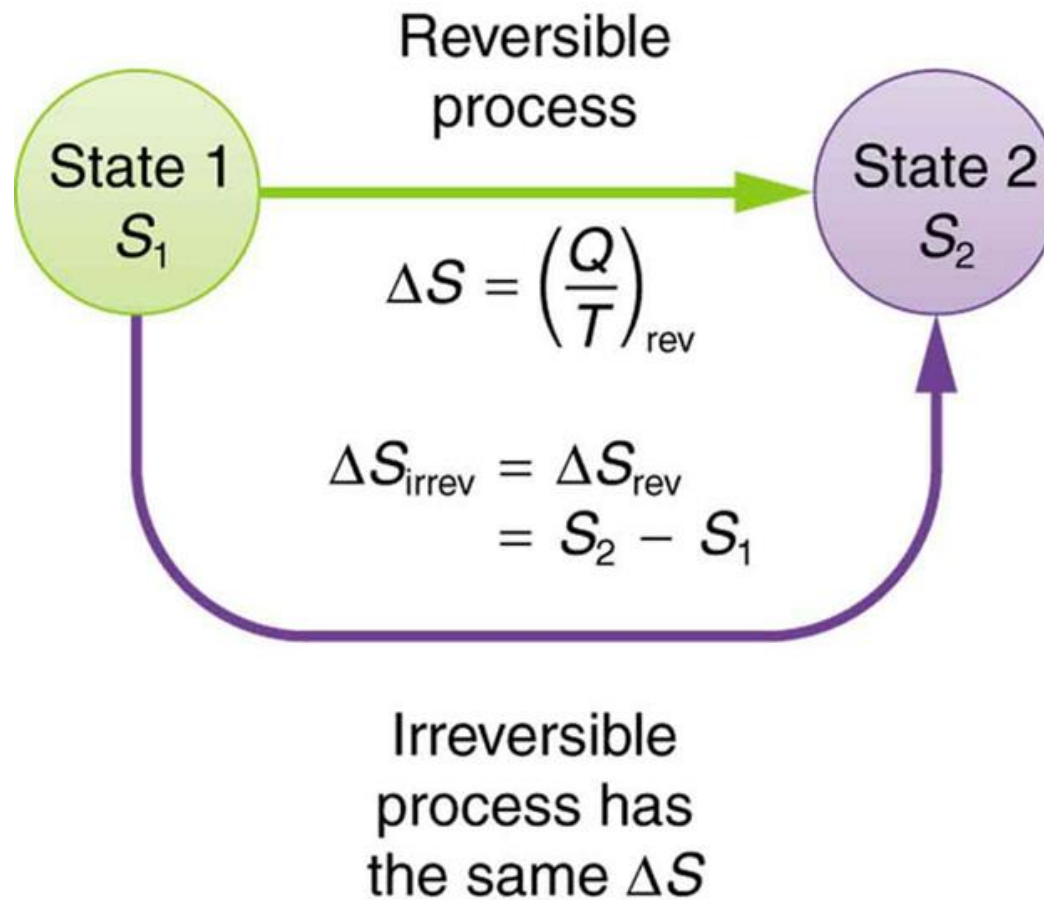 Reversible
process
State 1
S₁
State 2
S₂
ΔS = (Q/T)rev
ΔSirrev = ΔSrev
= S₂ − S₁
Irreversible
process has
the same ΔS